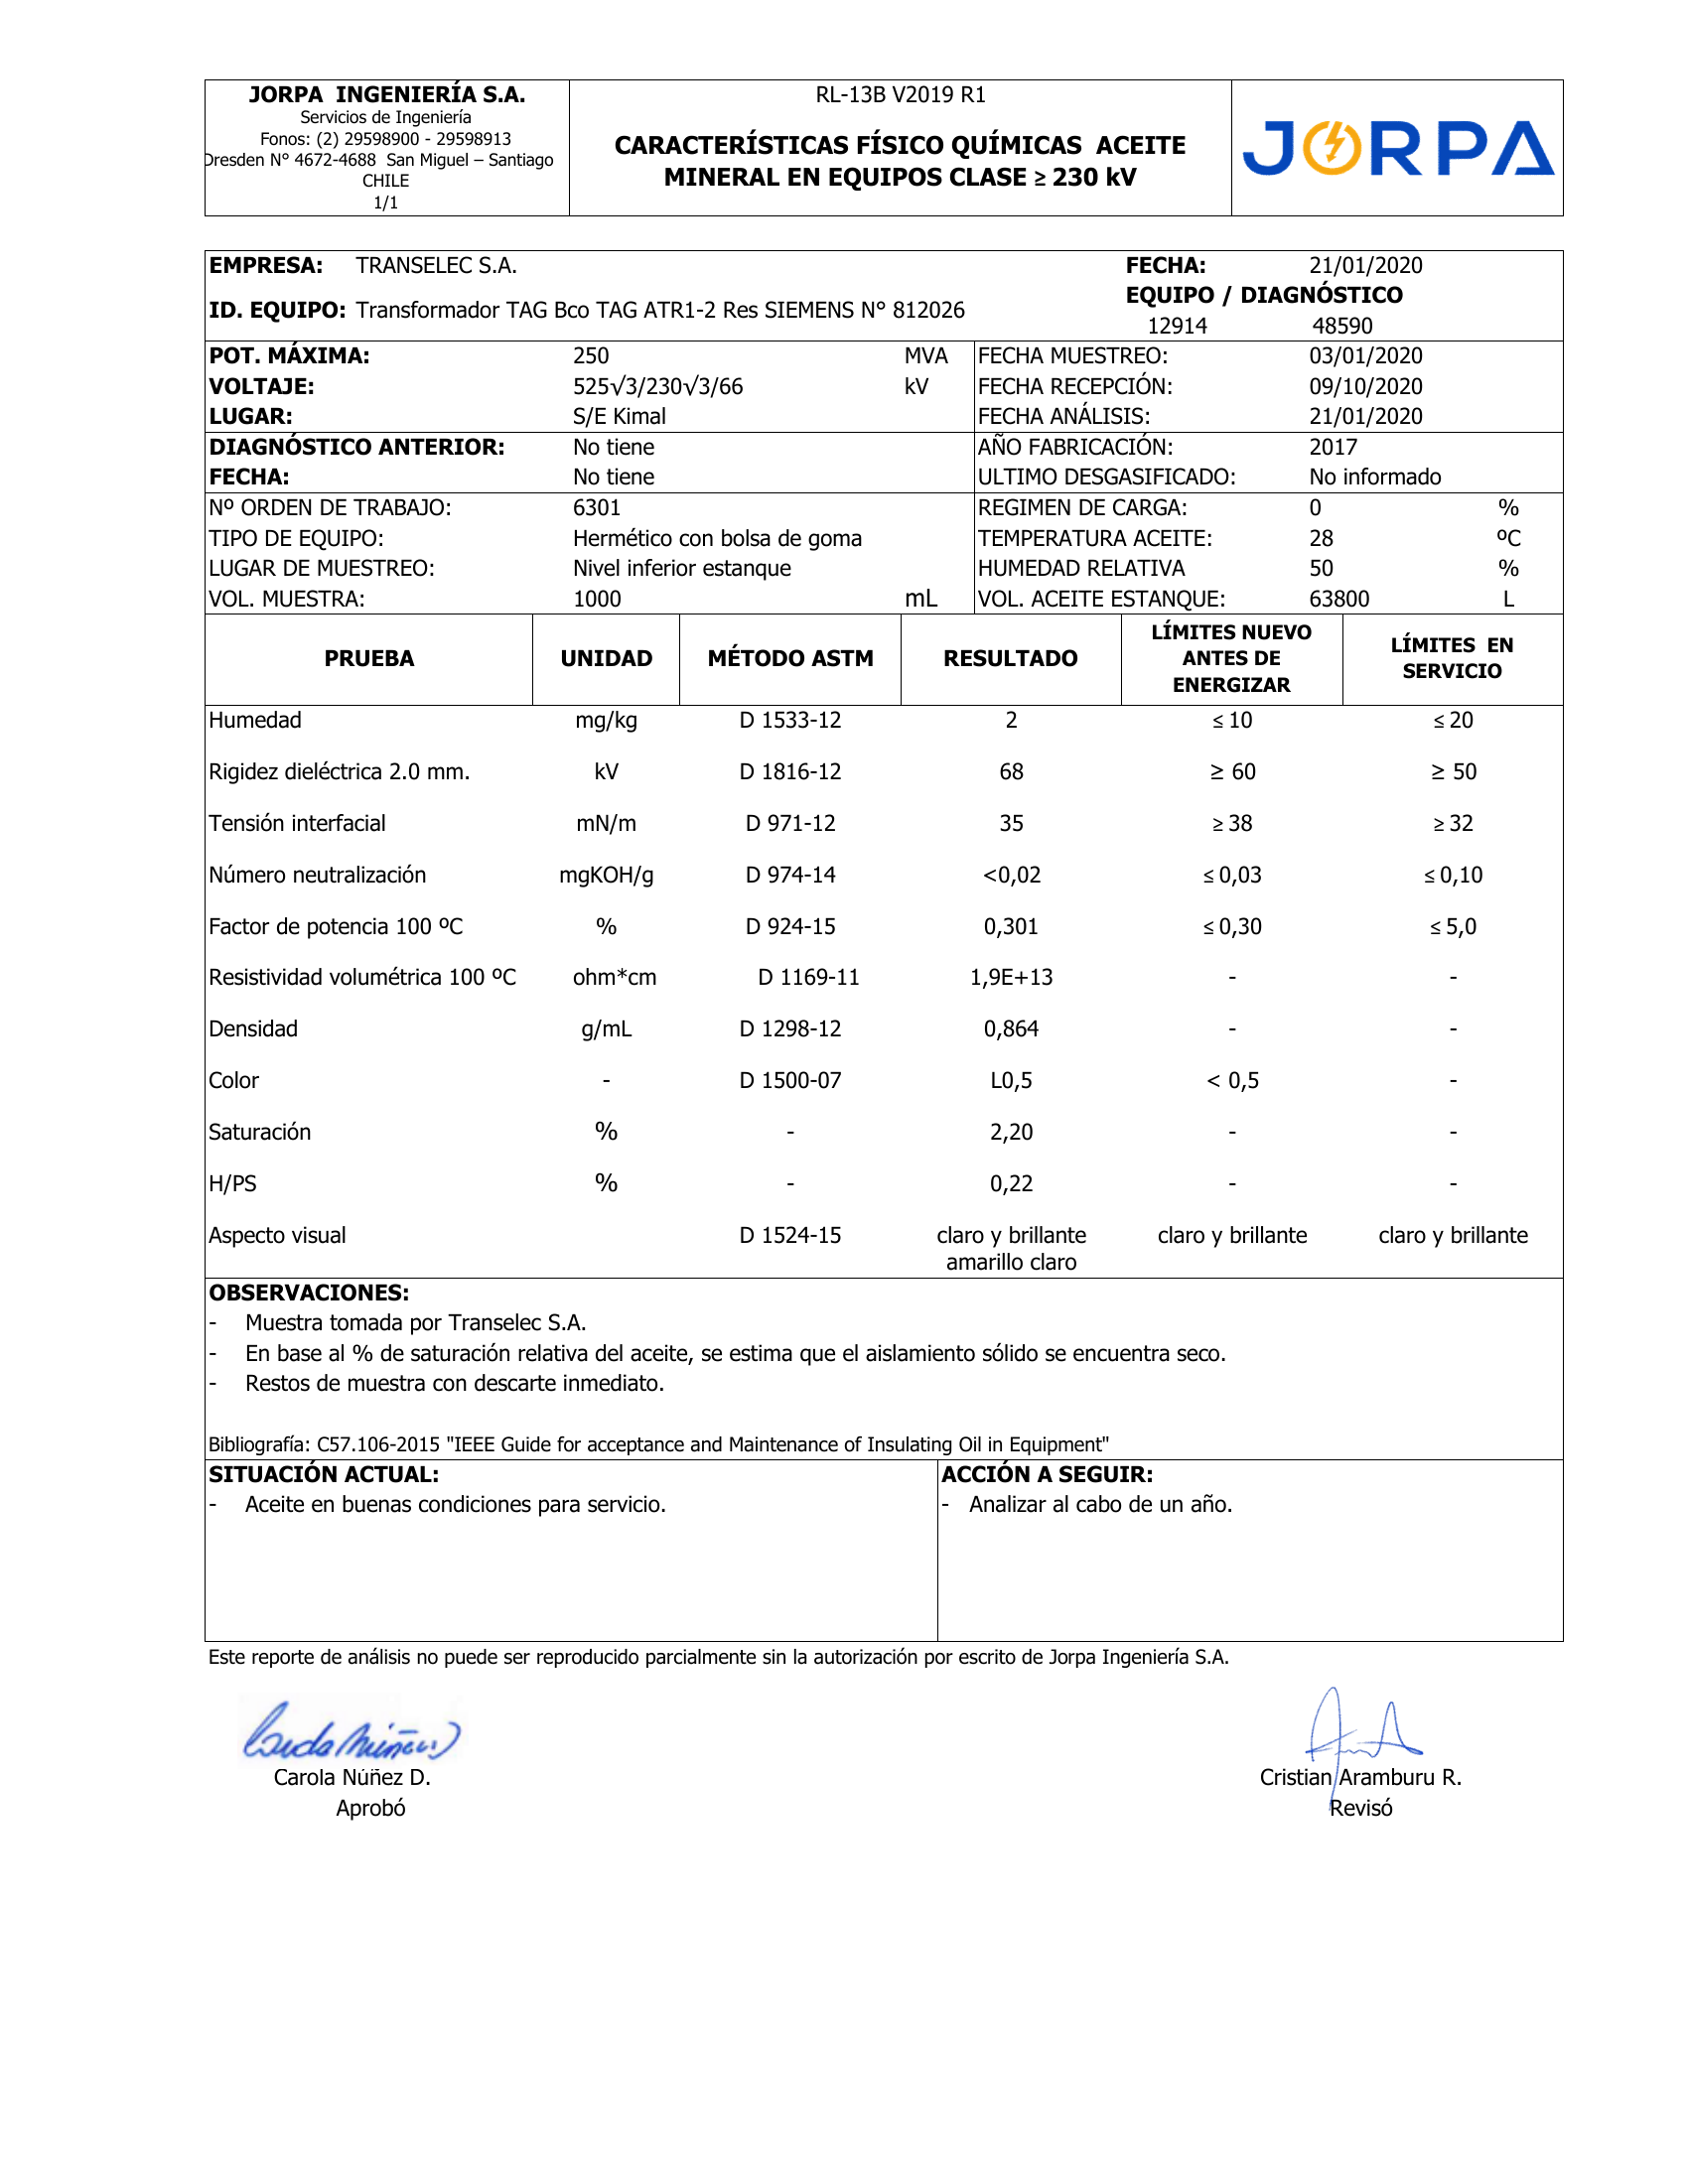 JORPA INGENIERÍA S.A.
Servicios de Ingeniería
Fonos: (2) 29598900 - 29598913
Dresden N° 4672-4688 San Miguel – Santiago
CHILE
1/1
RL-13B V2019 R1
CARACTERÍSTICAS FÍSICO QUÍMICAS ACEITE
MINERAL EN EQUIPOS CLASE ≥ 230 kV
JORPA
EMPRESA: TRANSELEC S.A. FECHA: 21/01/2020
ID. EQUIPO: Transformador TAG Bco TAG ATR1-2 Res SIEMENS N° 812026 EQUIPO / DIAGNÓSTICO
12914 48590
POT. MÁXIMA: 250 MVA FECHA MUESTREO: 03/01/2020
VOLTAJE: 525√3/230√3/66 kV FECHA RECEPCIÓN: 09/10/2020
LUGAR: S/E Kimal FECHA ANÁLISIS: 21/01/2020
DIAGNÓSTICO ANTERIOR: No tiene AÑO FABRICACIÓN: 2017
FECHA: No tiene ULTIMO DESGASIFICADO: No informado
Nº ORDEN DE TRABAJO: 6301 REGIMEN DE CARGA: 0 %
TIPO DE EQUIPO: Hermético con bolsa de goma TEMPERATURA ACEITE: 28 ºC
LUGAR DE MUESTREO: Nivel inferior estanque HUMEDAD RELATIVA 50 %
VOL. MUESTRA: 1000 mL VOL. ACEITE ESTANQUE: 63800 L
PRUEBA UNIDAD MÉTODO ASTM RESULTADO LÍMITES NUEVO ANTES DE ENERGIZAR LÍMITES EN SERVICIO
Humedad mg/kg D 1533-12 2 ≤ 10 ≤ 20
Rigidez dieléctrica 2.0 mm. kV D 1816-12 68 ≥ 60 ≥ 50
Tensión interfacial mN/m D 971-12 35 ≥ 38 ≥ 32
Número neutralización mgKOH/g D 974-14 <0,02 ≤ 0,03 ≤ 0,10
Factor de potencia 100 ºC % D 924-15 0,301 ≤ 0,30 ≤ 5,0
Resistividad volumétrica 100 ºC ohm*cm D 1169-11 1,9E+13 - -
Densidad g/mL D 1298-12 0,864 - -
Color - D 1500-07 L0,5 < 0,5 -
Saturación % - 2,20 - -
H/PS % - 0,22 - -
Aspecto visual D 1524-15 claro y brillante claro y brillante claro y brillante
amarillo claro
OBSERVACIONES:
- Muestra tomada por Transelec S.A.
- En base al % de saturación relativa del aceite, se estima que el aislamiento sólido se encuentra seco.
- Restos de muestra con descarte inmediato.
Bibliografía: C57.106-2015 "IEEE Guide for acceptance and Maintenance of Insulating Oil in Equipment"
SITUACIÓN ACTUAL: ACCIÓN A SEGUIR:
- Aceite en buenas condiciones para servicio. - Analizar al cabo de un año.
Este reporte de análisis no puede ser reproducido parcialmente sin la autorización por escrito de Jorpa Ingeniería S.A.
Carola Núñez D. Cristian Aramburu R.
Aprobó Revisó